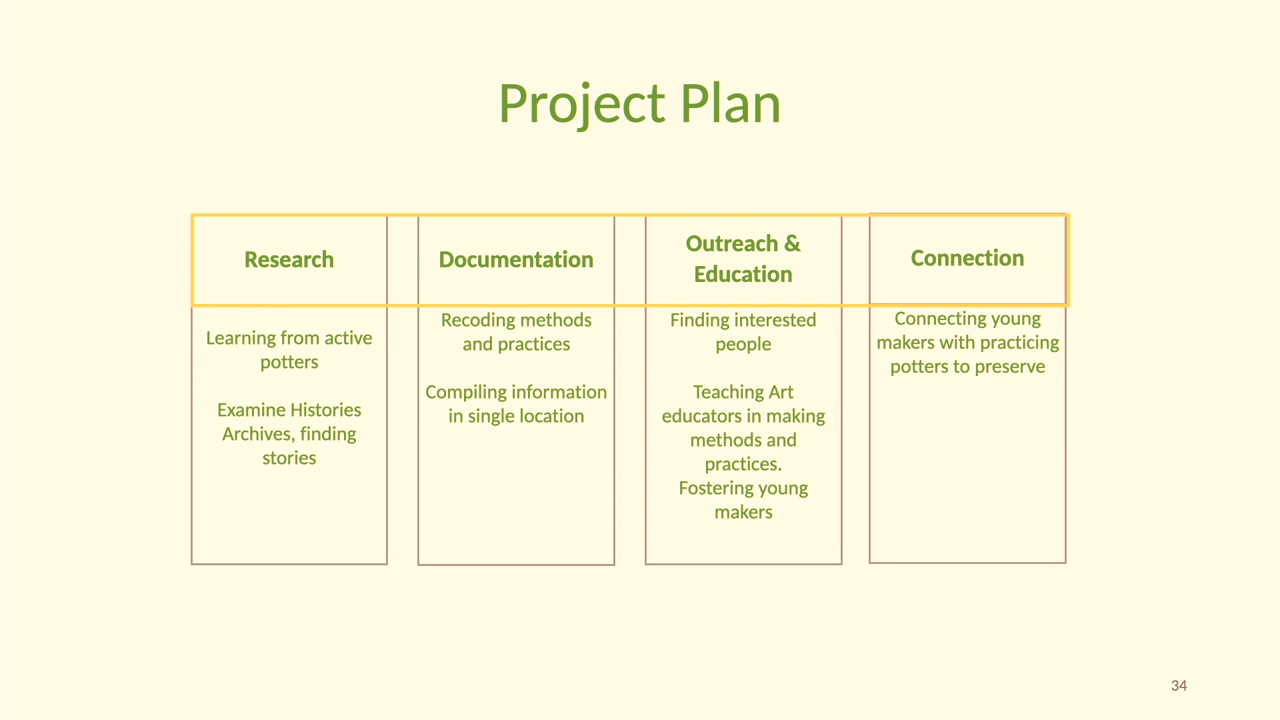 Project Plan
Research
Learning from active
potters
Examine Histories
Archives, finding
stories
Documentation
Recoding methods
and practices
Compiling information
in single location
Outreach &
Education
Finding interested
people
Teaching Art
educators in making
methods and
practices.
Fostering young
makers
Connection
Connecting young
makers with practicing
potters to preserve
34